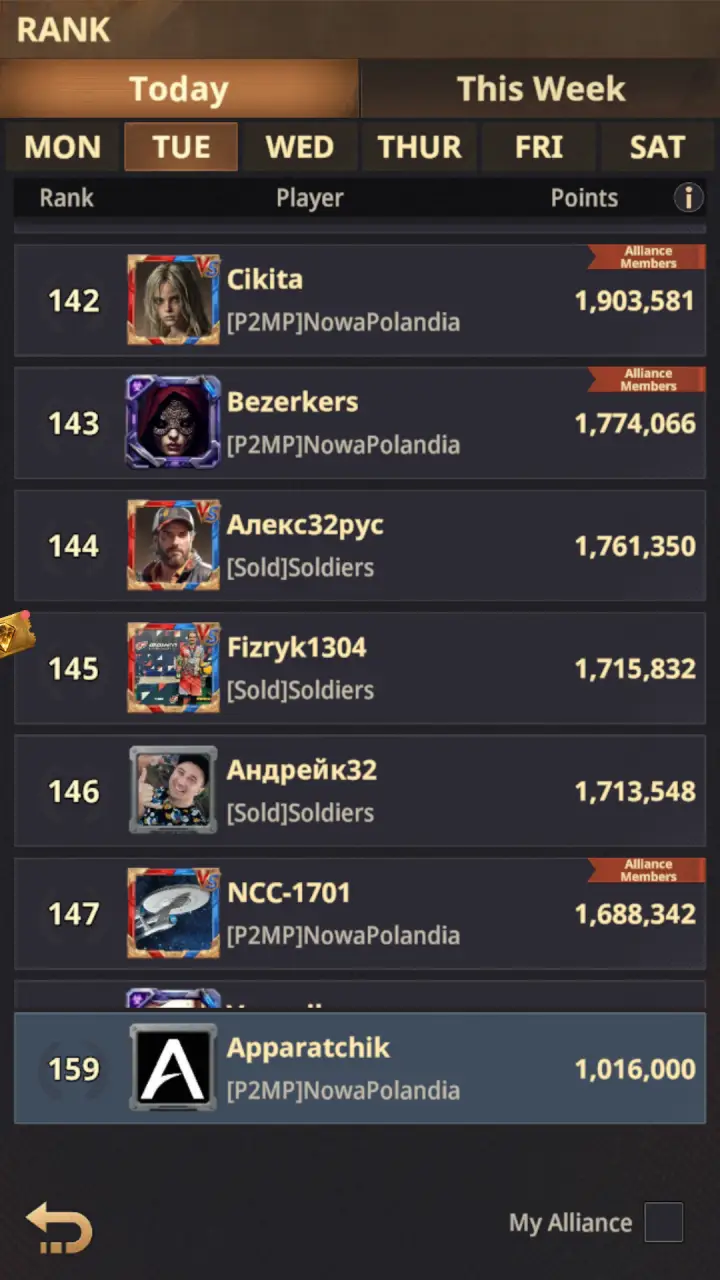 RANK
Today
This Week
MON
TUE
WED
THUR
FRI
SAT
Rank
Player
Points
Alliance
Members
142
Cikita
[P2MP]NowaPolandia
1,903,581
Alliance
Members
143
Bezerkers
[P2MP]NowaPolandia
1,774,066
144
Алекс32рус
[Sold]Soldiers
1,761,350
145
Fizryk1304
[Sold]Soldiers
1,715,832
146
Андрейк32
[Sold]Soldiers
1,713,548
Alliance
Members
147
NCC-1701
[P2MP]NowaPolandia
1,688,342
159
Apparatchik
[P2MP]NowaPolandia
1,016,000
My Alliance